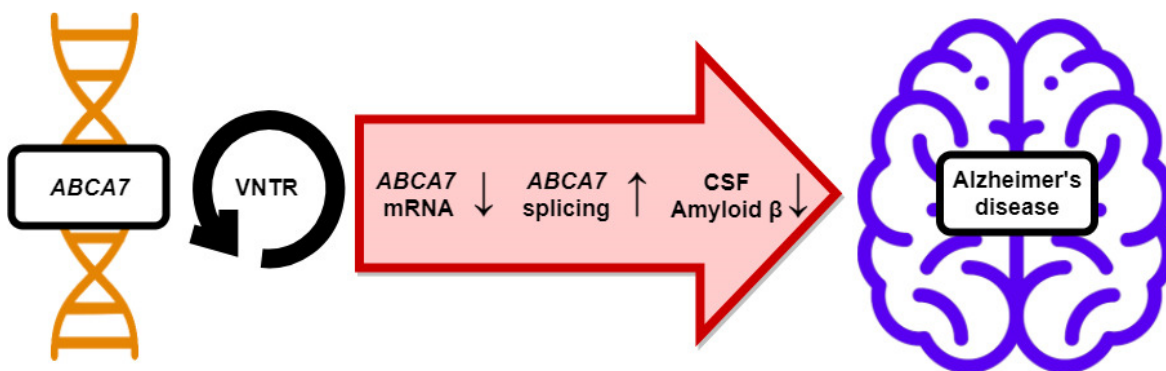 ABCA7
VNTR
ABCA7
mRNA ↓
ABCA7
splicing ↑
CSF
Amyloid β ↓
Alzheimer's
disease